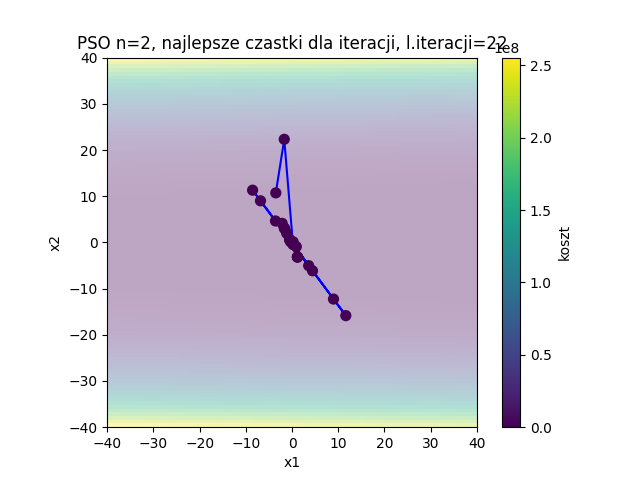 PSO n=2, najlepsze czastki dla iteracji, l.iteracji=22
1e8
40
30
20
10
0
−10
−20
−30
−40
x2
−40 −30 −20 −10 0 10 20 30 40
x1
2.5
2.0
1.5
1.0
0.5
0.0
koszt